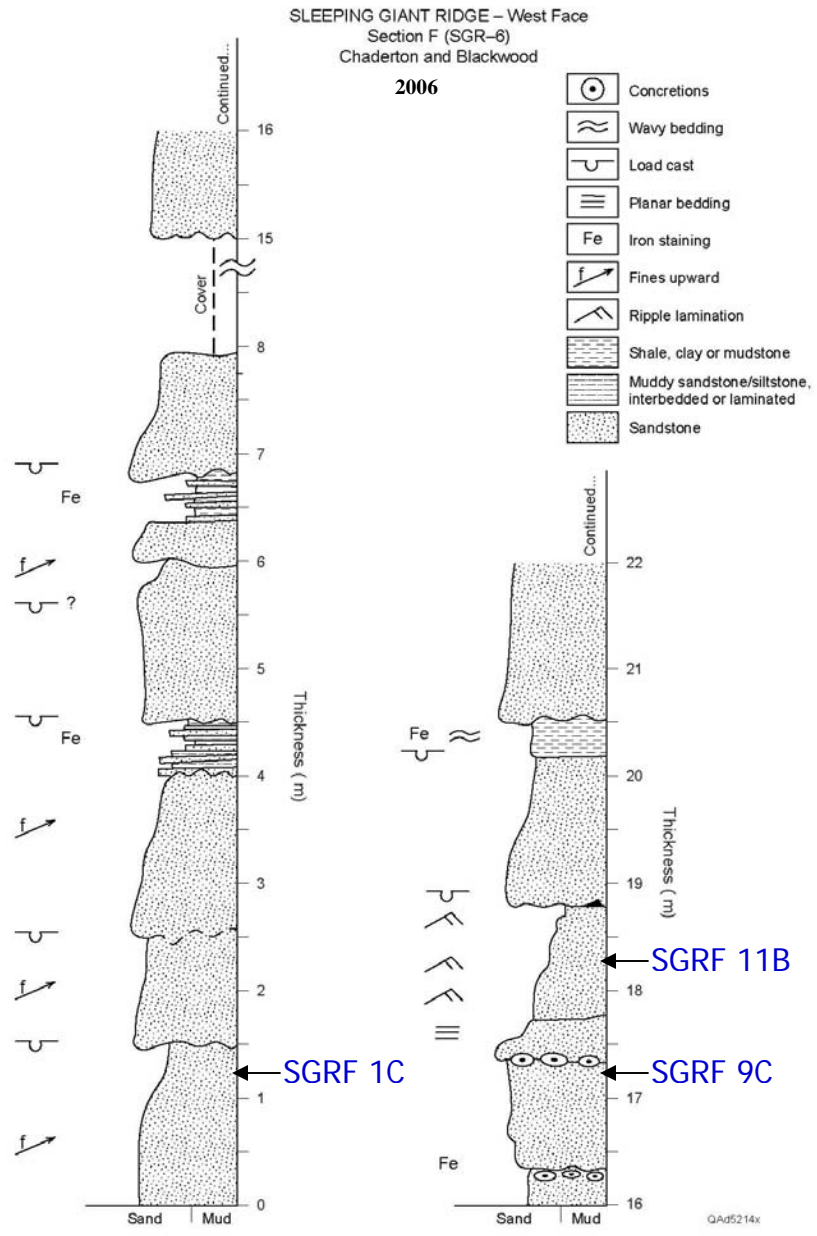 SLEEPING GIANT RIDGE – West Face
Section F (SGR–6)
Chaderton and Blackwood
2006
Concretions
Wavy bedding
Load cast
Planar bedding
Fe Iron staining
f Fines upward
Ripple lamination
Shale, clay or mudstone
Muddy sandstone/siltstone,
interbedded or laminated
Sandstone
Continued...
16
15
Cover
8
7
Fe
6
f
?
5
Thickness ( m)
Fe
4
f
3
2
f
SGRF 1C
1
f
0
Sand Mud
Continued...
22
21
Fe
20
Thickness ( m)
19
SGRF 11B
18
SGRF 9C
17
Fe
16
Sand Mud
QAd5214x